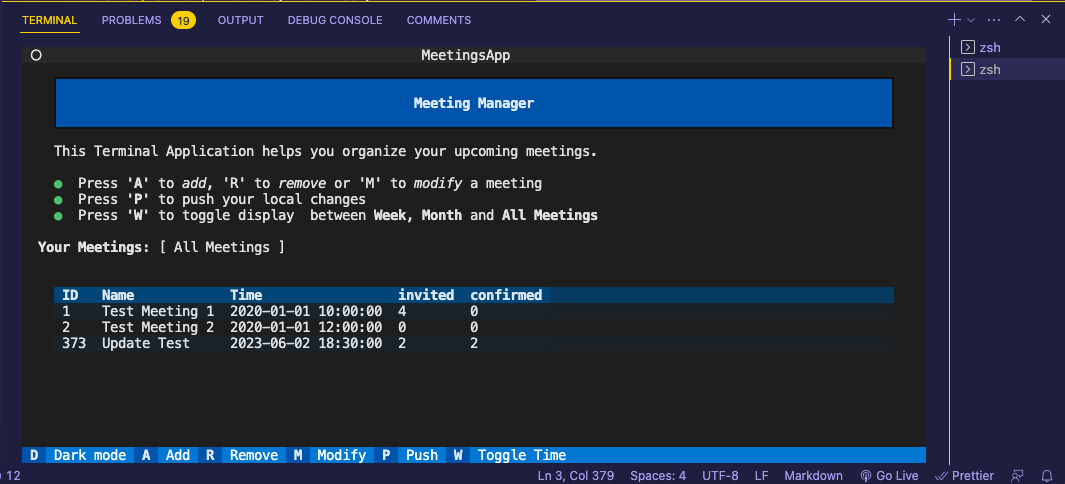 TERMINAL PROBLEMS 19 OUTPUT DEBUG CONSOLE COMMENTS
zsh
zsh
MeetingsApp
Meeting Manager
This Terminal Application helps you organize your upcoming meetings.
Press 'A' to add, 'R' to remove or 'M' to modify a meeting
Press 'P' to push your local changes
Press 'W' to toggle display  between Week, Month and All Meetings
Your Meetings: [ All Meetings ]
ID Name Time invited confirmed
1 Test Meeting 1 2020-01-01 10:00:00 4 0
2 Test Meeting 2 2020-01-01 12:00:00 0 0
373 Update Test 2023-06-02 18:30:00 2 2
D Dark mode A Add R Remove M Modify P Push W Toggle Time
12 Ln 3, Col 379 Spaces: 4 UTF-8 LF Markdown Go Live Prettier